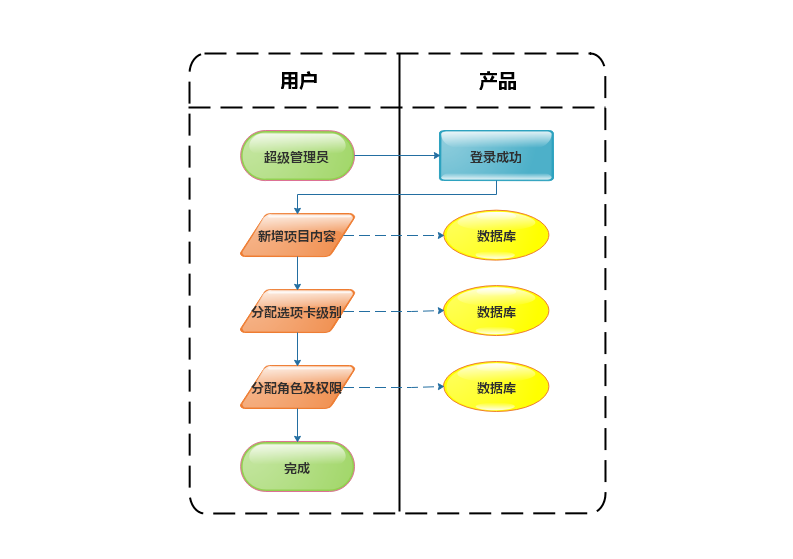 用户
产品
超级管理员
登录成功
新增项目内容
数据库
分配选项卡级别
数据库
分配角色及权限
数据库
完成